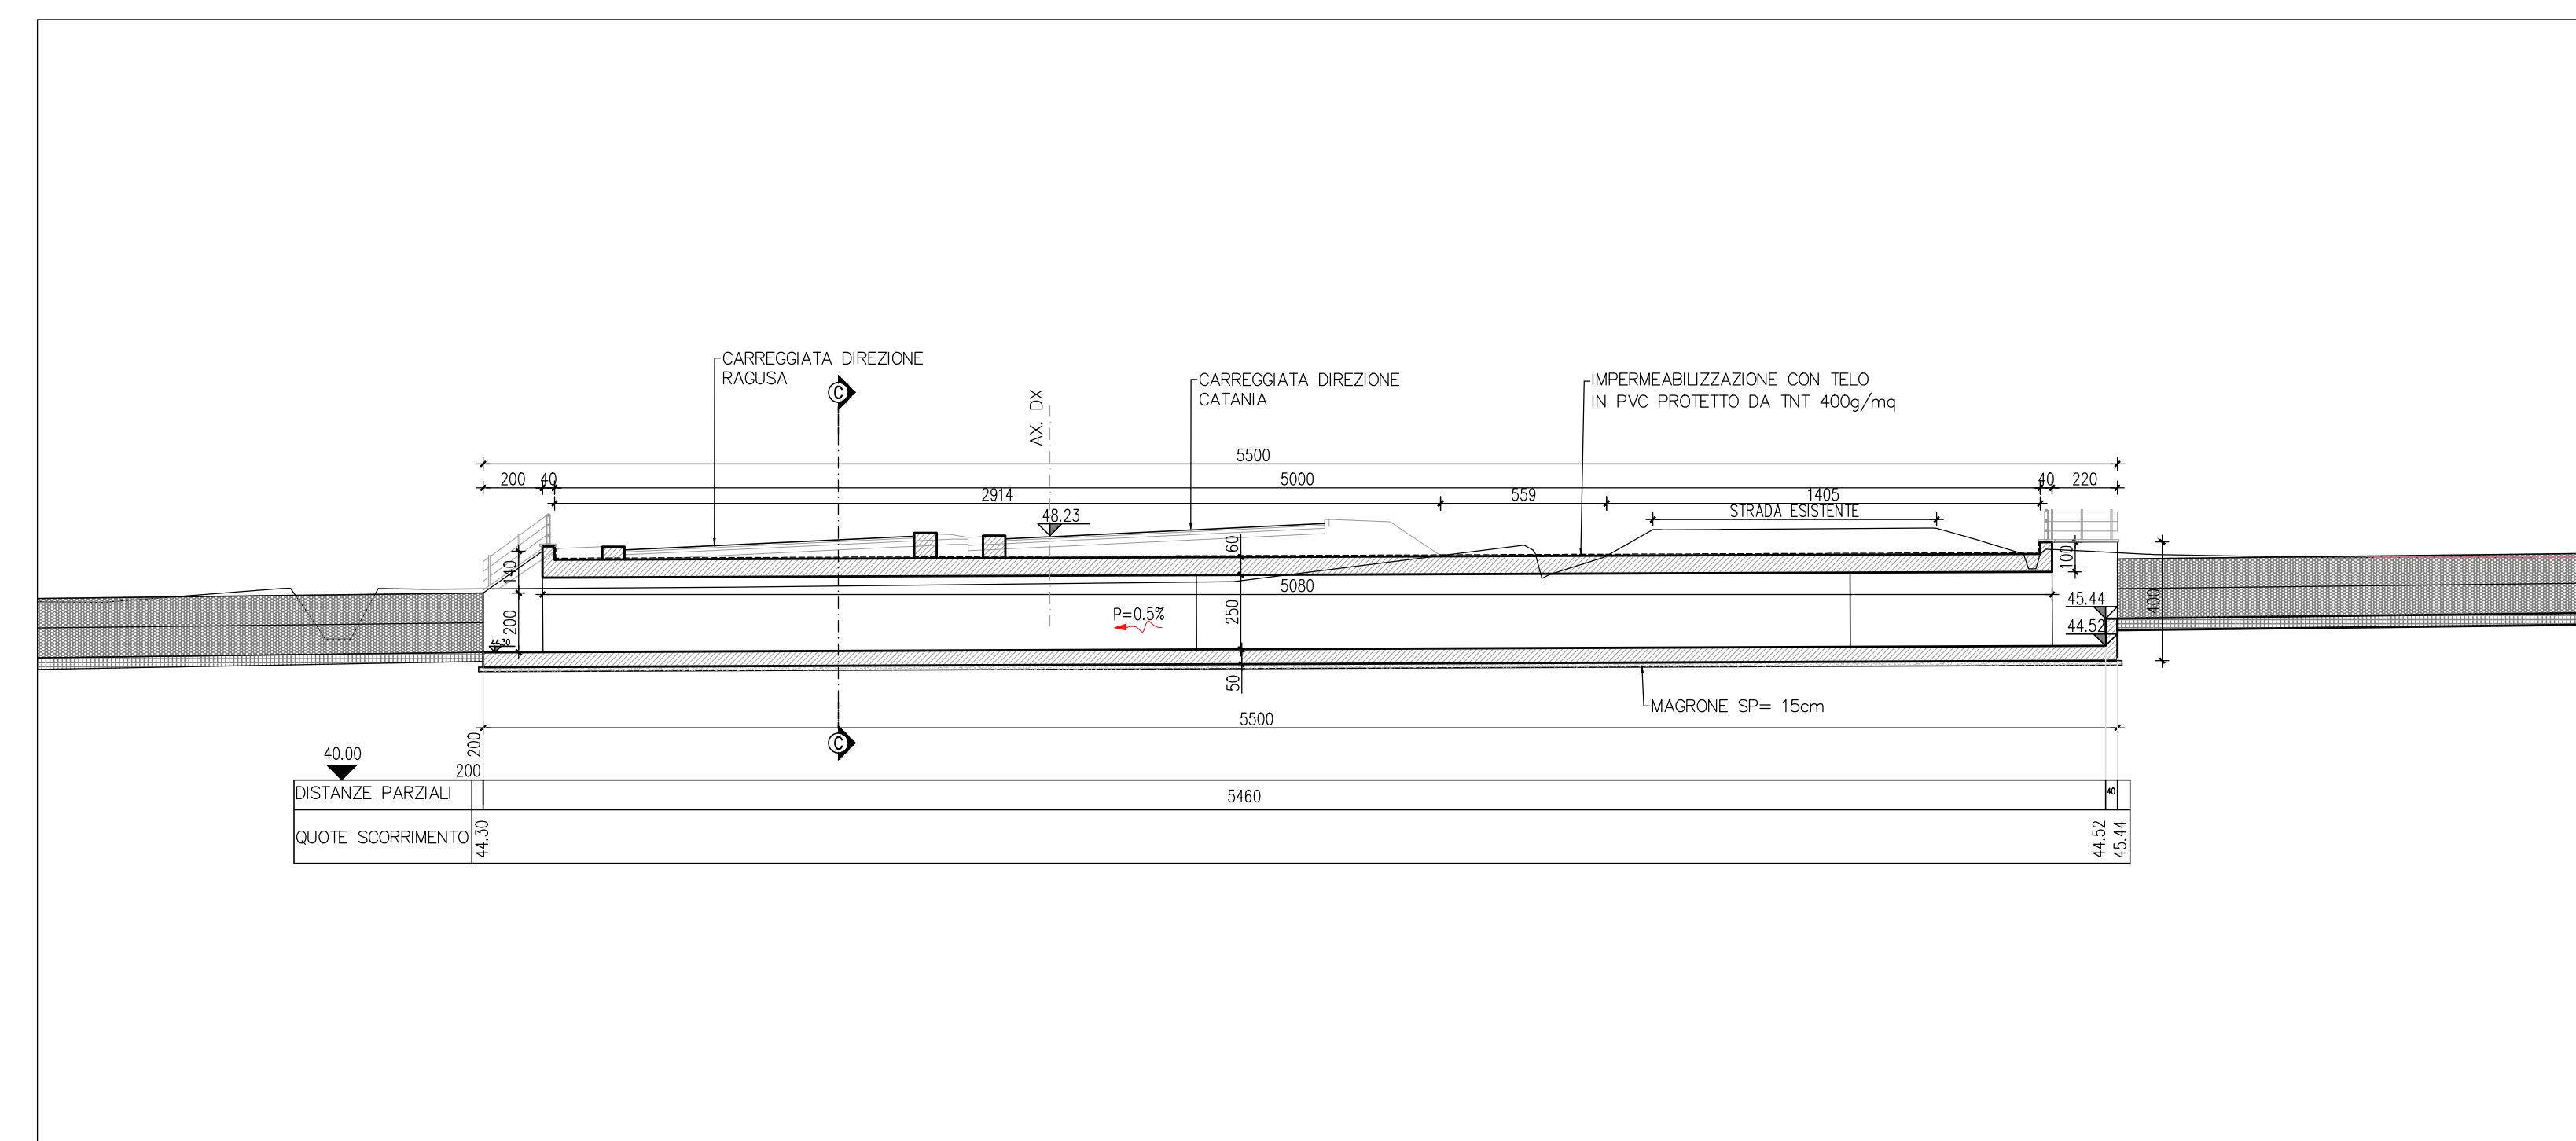 CARREGGIATA DIREZIONE
RAGUSA
C
CARREGGIATA DIREZIONE
CATANIA
AX. DX
IMPERMEABILIZZAZIONE CON TELO
IN PVC PROTETTO DA TNT 400g/mq
5500
200 40 5000 40 220
2914 559 1405
48.23
STRADA ESISTENTE
60
140
100
5080
200
250
P=0.5%
45.44
400
44.52
44.30
50
MAGRONE SP= 15cm
5500
C
200
40.00
200
DISTANZE PARZIALI 5460 40
QUOTE SCORRIMENTO 44.30 44.52 45.44